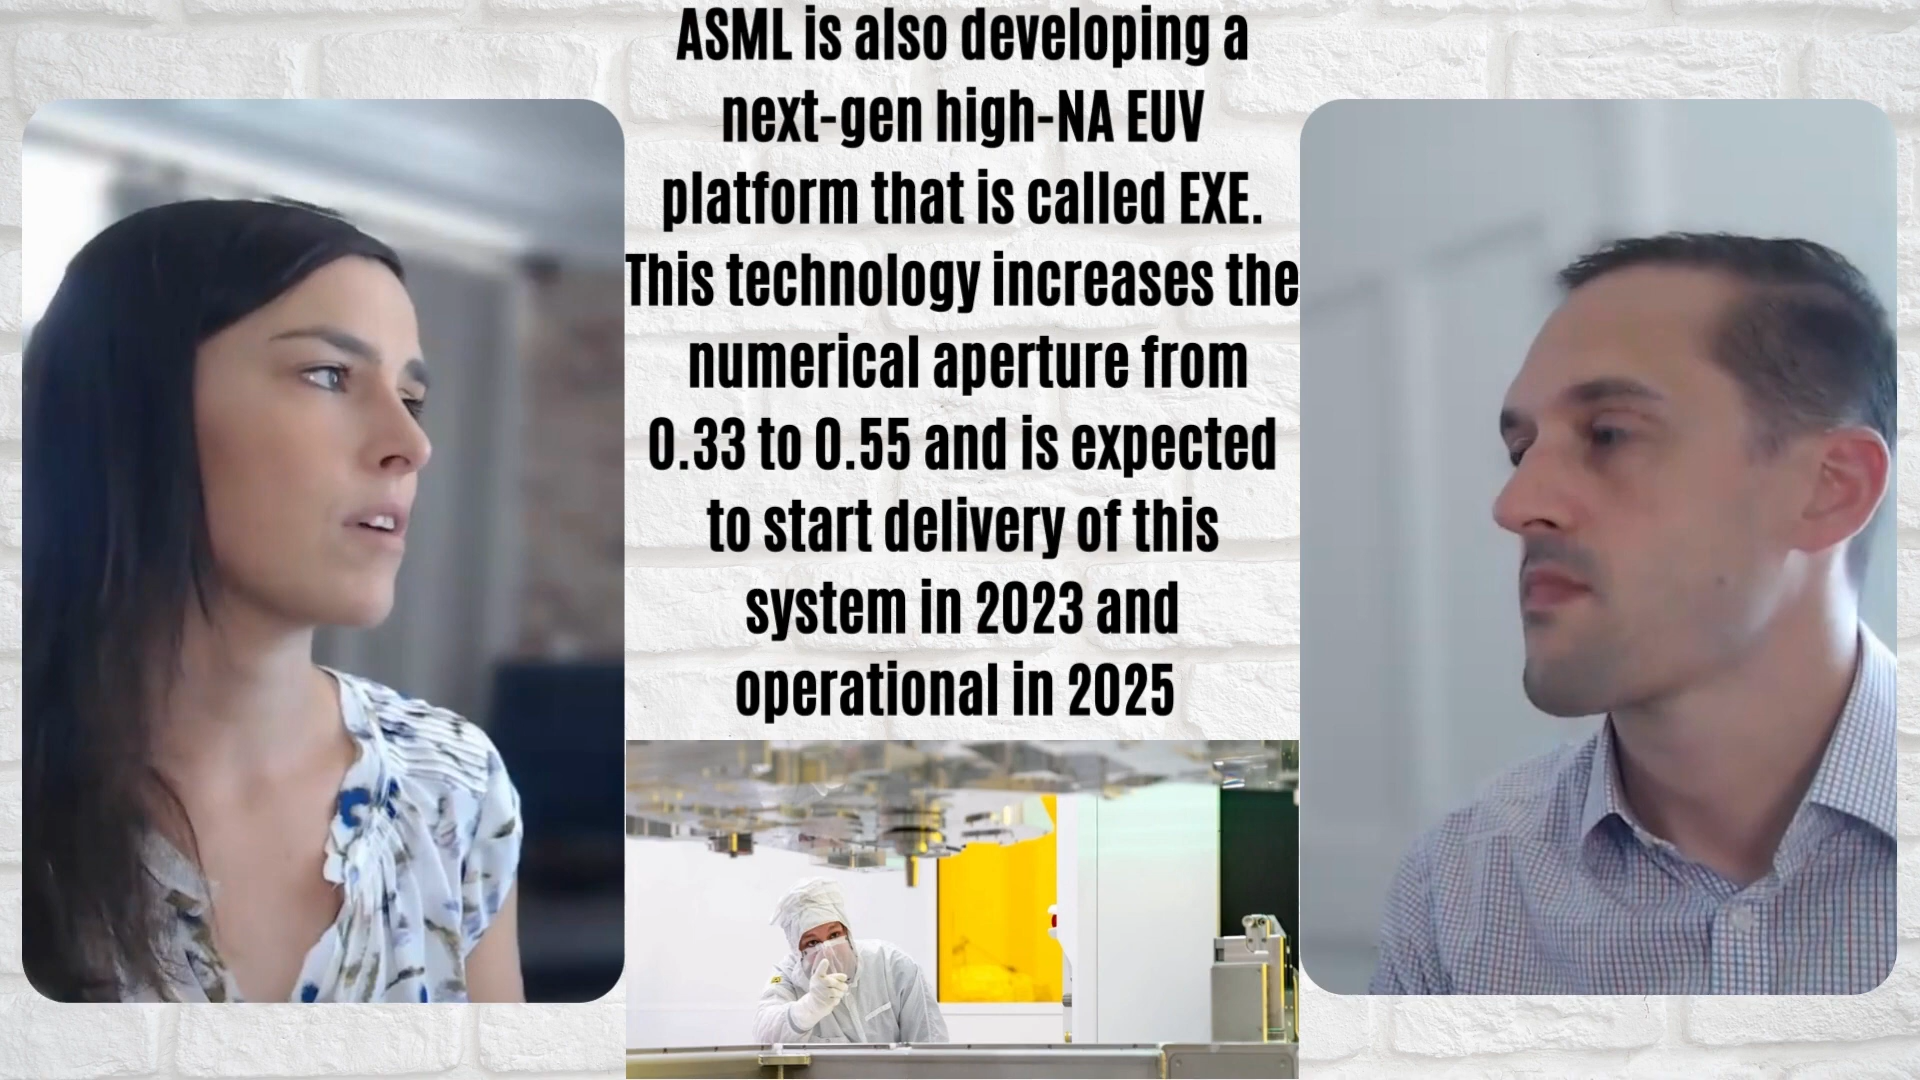 ASML is also developing a
next-gen high-NA EUV
platform that is called EXE.
This technology increases the
numerical aperture from
0.33 to 0.55 and is expected
to start delivery of this
system in 2023 and
operational in 2025